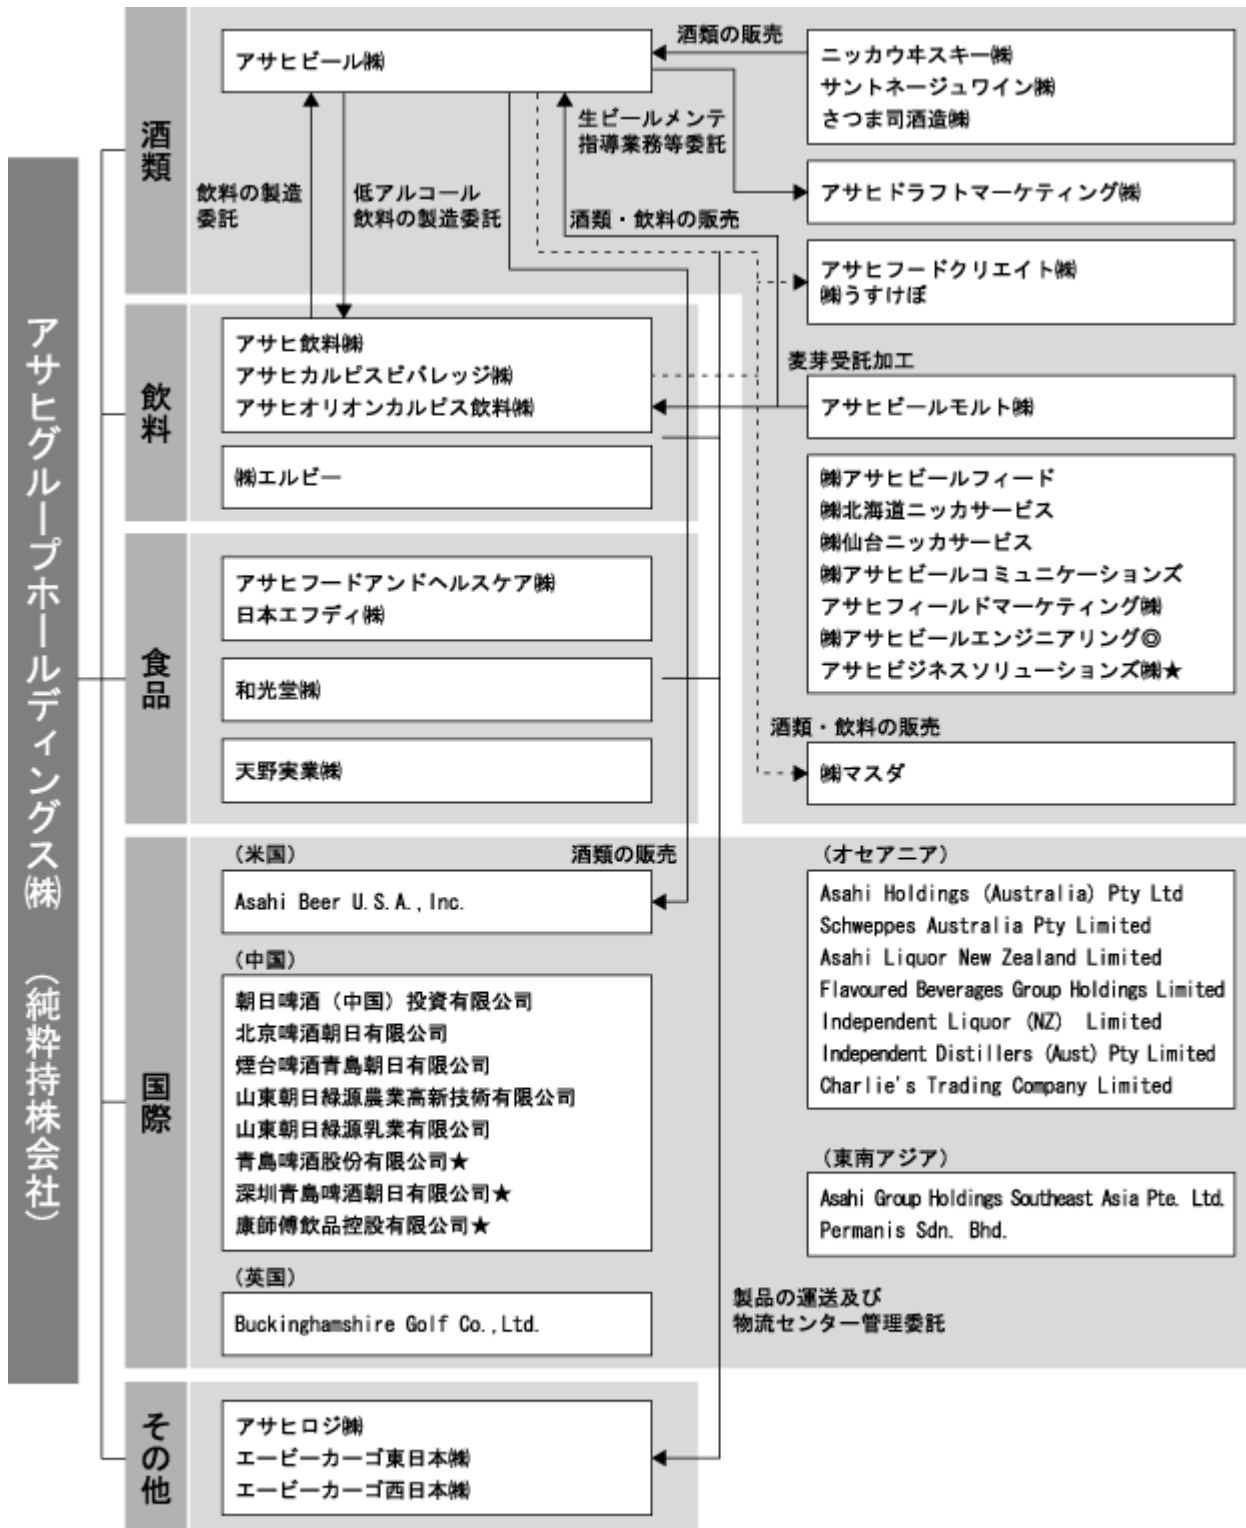 アサヒグループホールディングス㈱ （純粋持株会社）
酒類
アサヒビール㈱
酒類の販売
ニッカウヰスキー㈱
サントネージュワイン㈱
さつま司酒造㈱
生ビールメンテ
指導業務等委託
アサヒドラフトマーケティング㈱
飲料の製造
委託
低アルコール
飲料の製造委託
酒類・飲料の販売
アサヒフードクリエイト㈱
㈱うすけぼ
飲料
アサヒ飲料㈱
アサヒカルピスビバレッジ㈱
アサヒオリオンカルピス飲料㈱
㈱エルビー
麦芽受託加工
アサヒビールモルト㈱
㈱アサヒビールフィード
㈱北海道ニッカサービス
㈱仙台ニッカサービス
㈱アサヒビールコミュニケーションズ
アサヒフィールドマーケティング㈱
㈱アサヒビールエンジニアリング◎
アサヒビジネスソリューションズ㈱★
食品
アサヒフードアンドヘルスケア㈱
日本エフディ㈱
和光堂㈱
天野実業㈱
酒類・飲料の販売
㈱マスダ
国際
（米国）
酒類の販売
Asahi Beer U.S.A.,Inc.
（中国）
朝日啤酒（中国）投資有限公司
北京啤酒朝日有限公司
煙台啤酒青島朝日有限公司
山東朝日緑源農業高新技術有限公司
山東朝日緑源乳業有限公司
青島啤酒股份有限公司★
深圳青島啤酒朝日有限公司★
康師傅飲品控股有限公司★
（英国）
Buckinghamshire Golf Co.,Ltd.
（オセアニア）
Asahi Holdings (Australia) Pty Ltd
Schweppes Australia Pty Limited
Asahi Liquor New Zealand Limited
Flavoured Beverages Group Holdings Limited
Independent Liquor (NZ) Limited
Independent Distillers (Aust) Pty Limited
Charlie's Trading Company Limited
（東南アジア）
Asahi Group Holdings Southeast Asia Pte. Ltd.
Permanis Sdn. Bhd.
製品の運送及び
物流センター管理委託
その他
アサヒロジ㈱
エービーカーゴ東日本㈱
エービーカーゴ西日本㈱